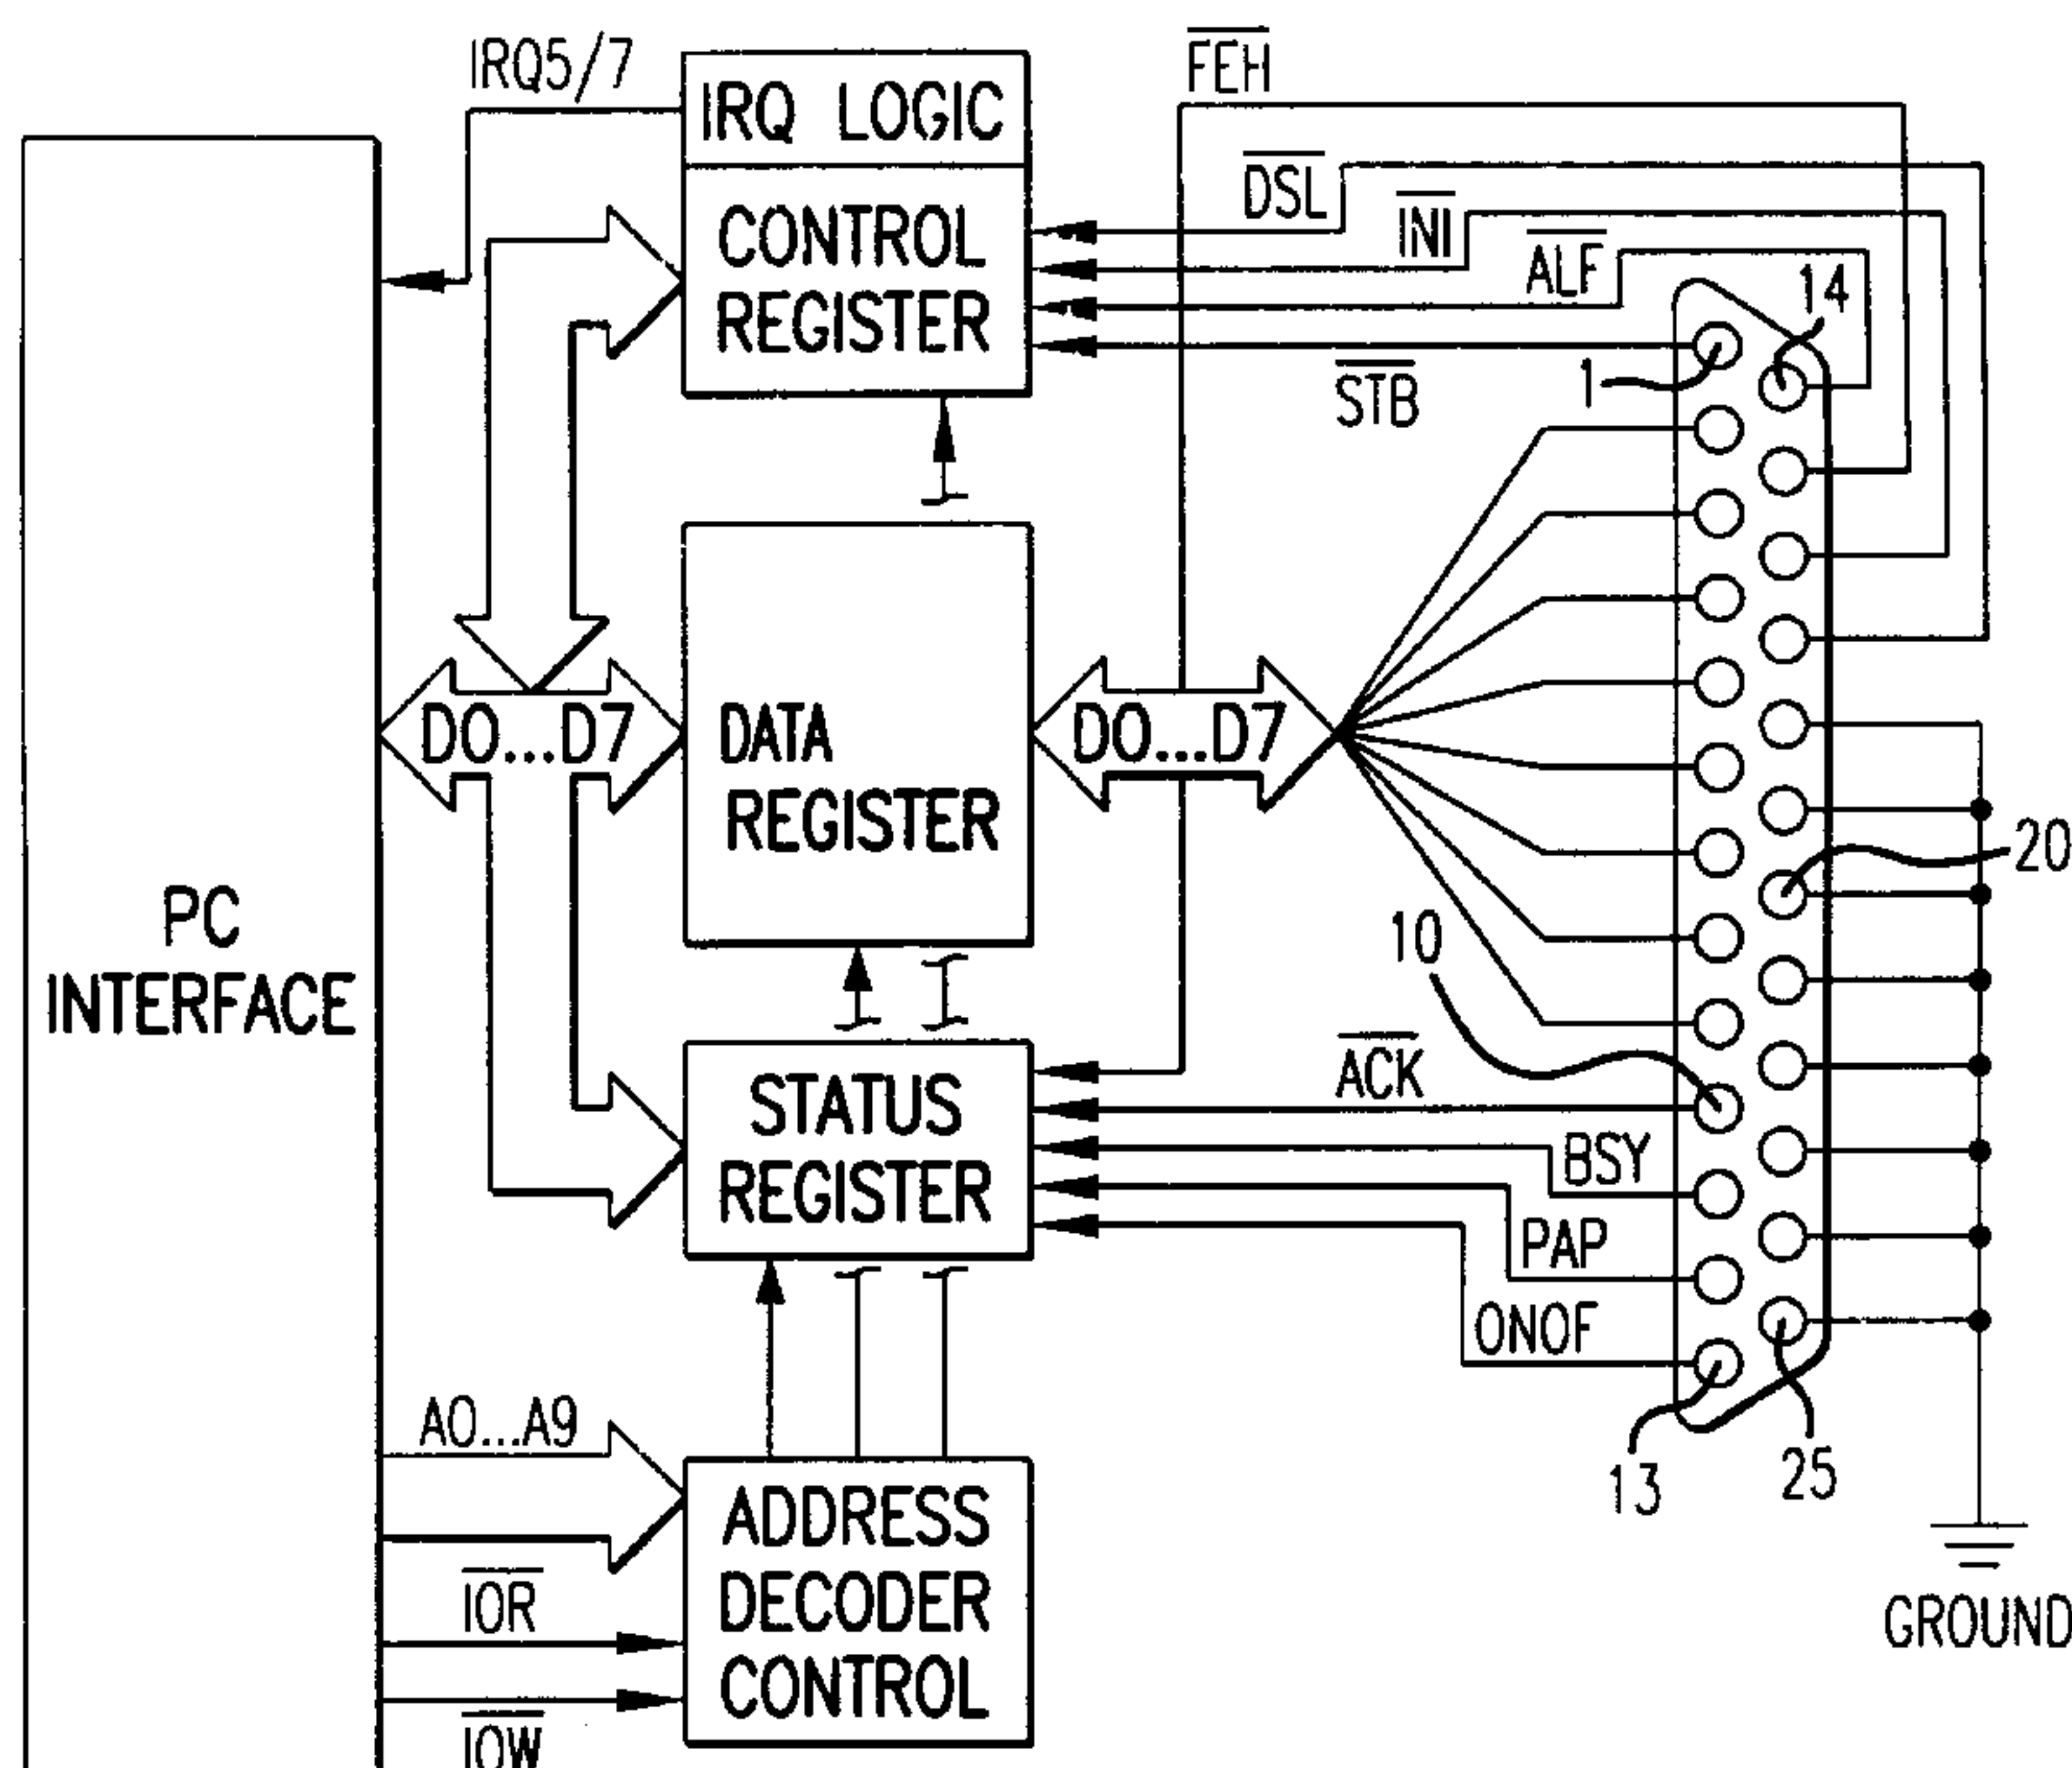 IRQ5/7
IRQ LOGIC
CONTROL
REGISTER
FEH
DSL
INI
ALF
STB
14
1
D0...D7
DATA
REGISTER
D0...D7
20
10
PC
INTERFACE
STATUS
REGISTER
ACK
BSY
PAP
ONOF
13
25
A0...A9
IOR
IOW
ADDRESS
DECODER
CONTROL
GROUND